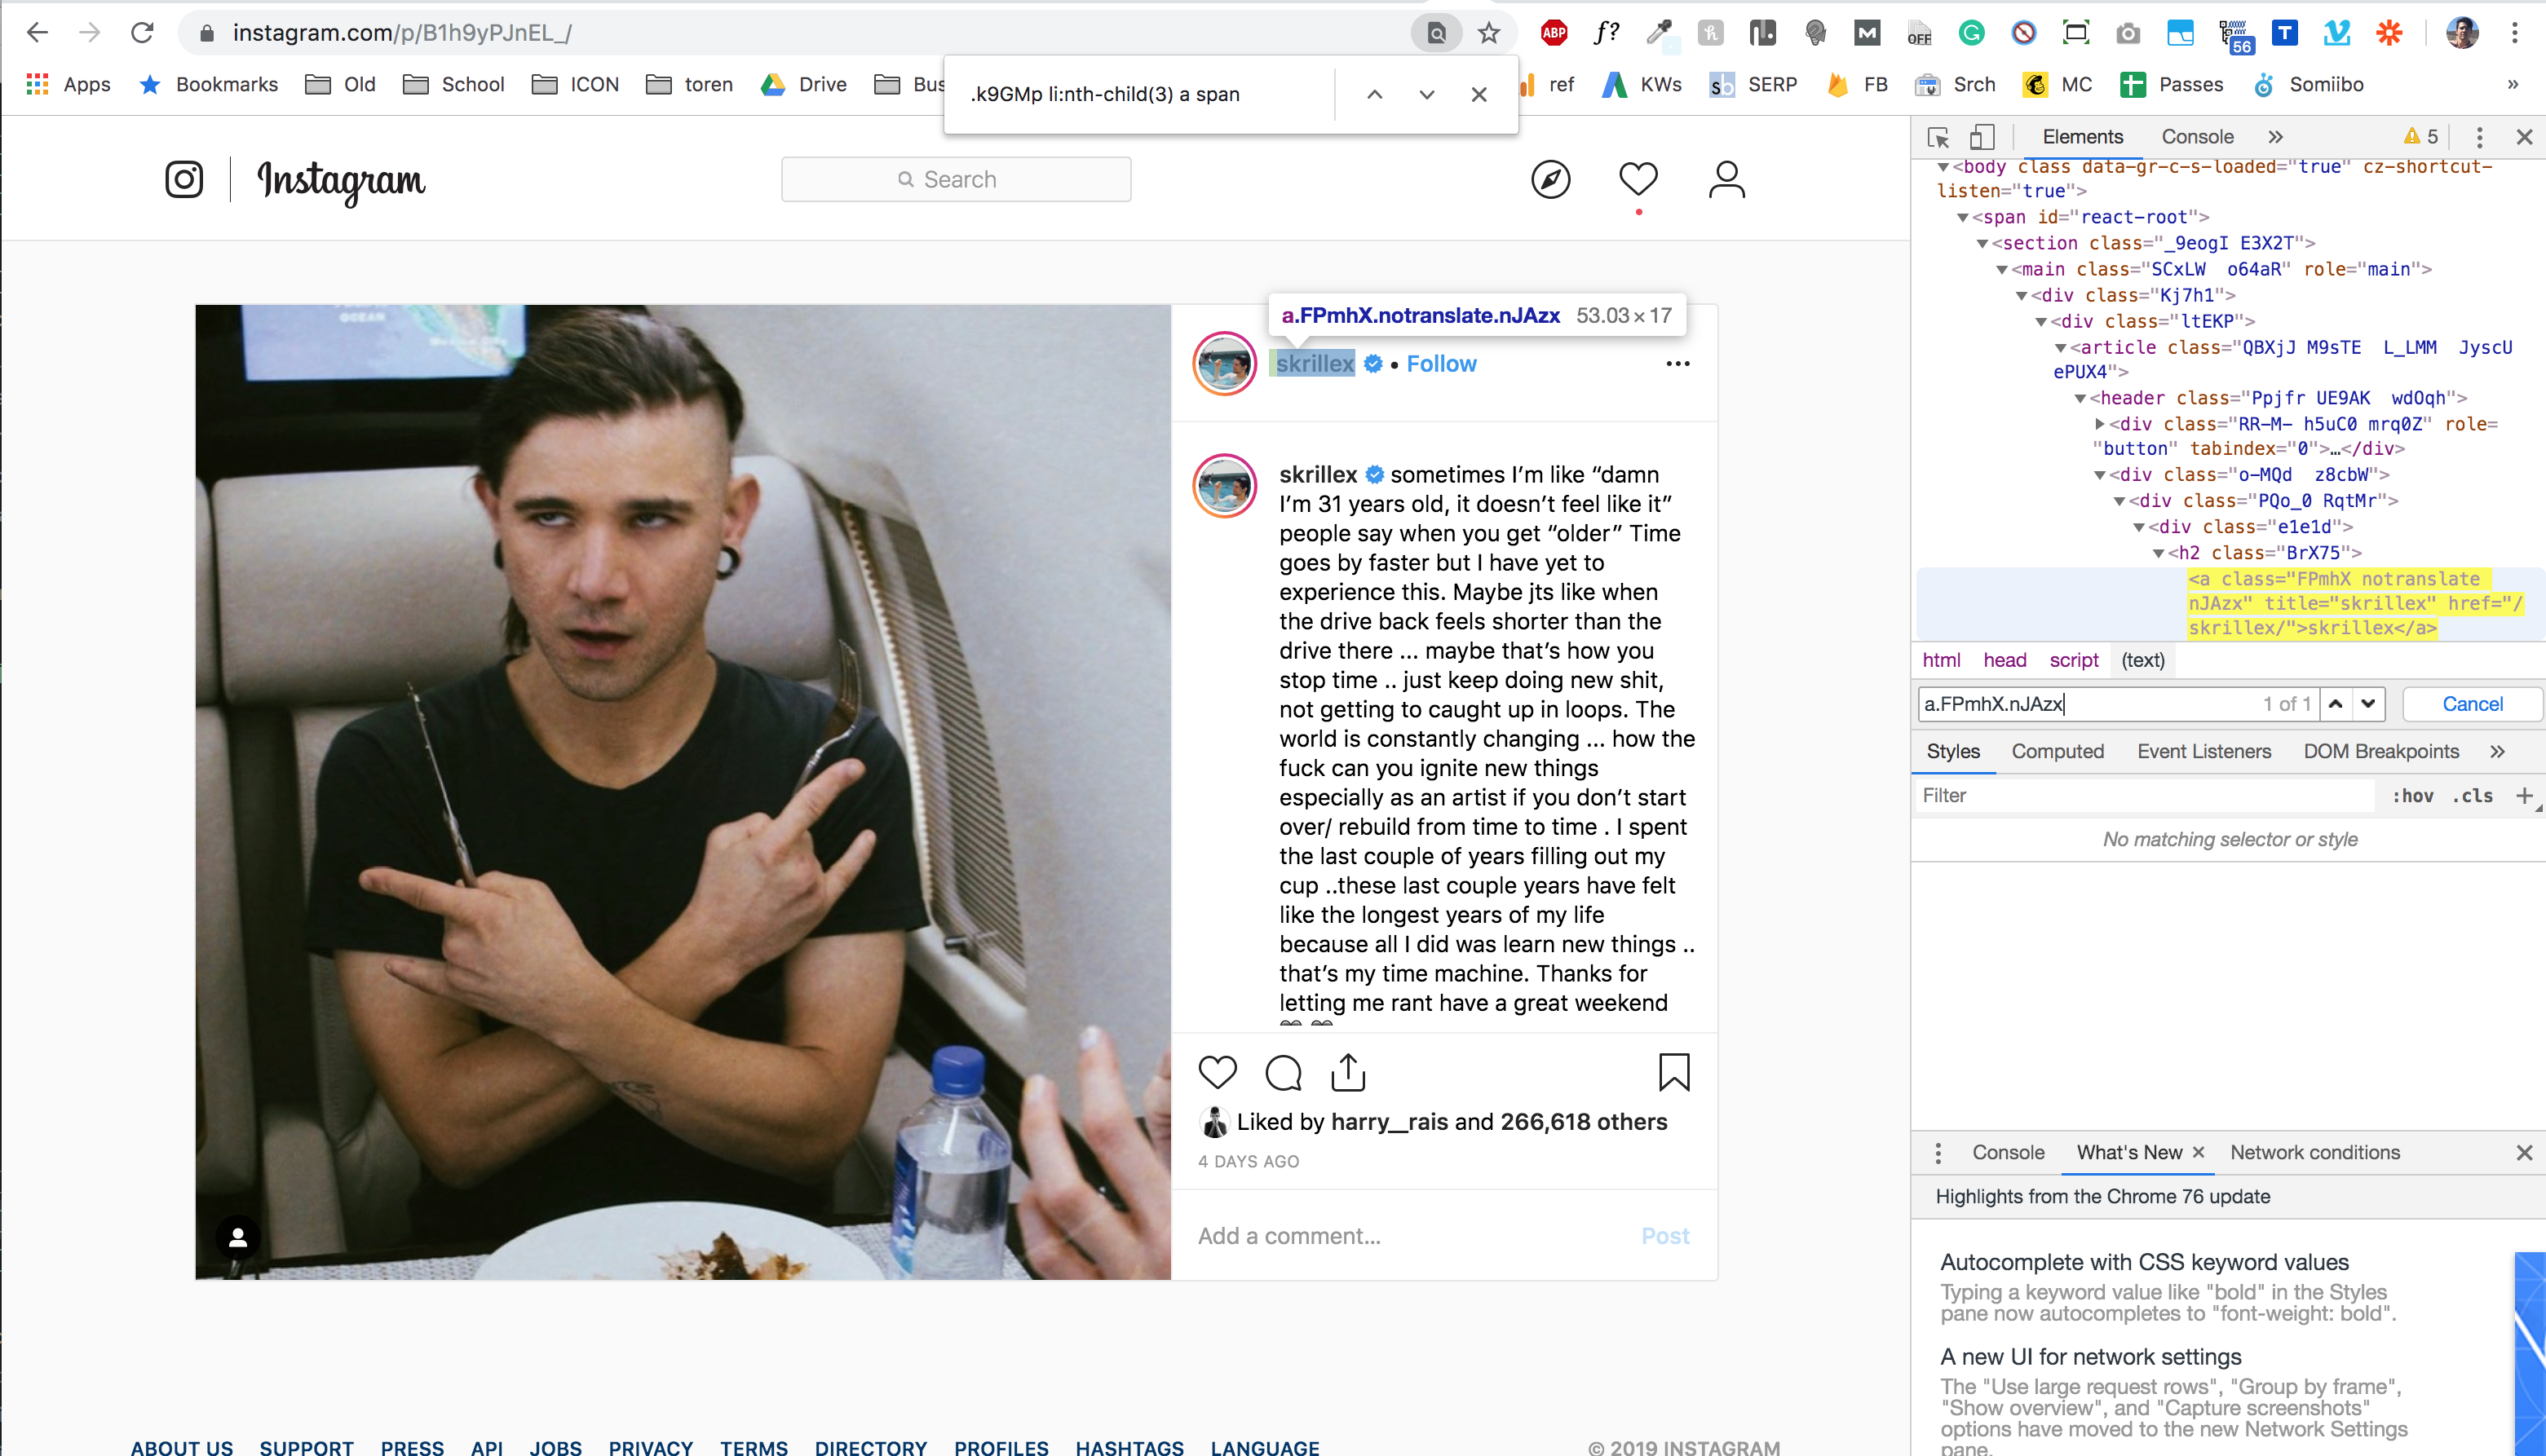 instagram.com/p/B1h9yPJnEL_/
ABP
f?
OFF
56
Apps
Bookmarks
Old
School
ICON
toren
Drive
Bus
.k9GMp li:nth-child(3) a span
ref
KWs
sb
SERP
FB
Srch
MC
Passes
Somiibo
»
Instagram
Search
a.FPmhX.notranslate.nJAzx 53.03 × 17
skrillex • Follow
skrillex sometimes I’m like “damn
I’m 31 years old, it doesn’t feel like it”
people say when you get “older” Time
goes by faster but I have yet to
experience this. Maybe jts like when
the drive back feels shorter than the
drive there ... maybe that’s how you
stop time .. just keep doing new shit,
not getting to caught up in loops. The
world is constantly changing ... how the
fuck can you ignite new things
especially as an artist if you don’t start
over/ rebuild from time to time . I spent
the last couple of years filling out my
cup ..these last couple years have felt
like the longest years of my life
because all I did was learn new things ..
that’s my time machine. Thanks for
letting me rant have a great weekend
Liked by harry__rais and 266,618 others
4 DAYS AGO
Add a comment...
Post
ABOUT US SUPPORT PRESS API JOBS PRIVACY TERMS DIRECTORY PROFILES HASHTAGS LANGUAGE
© 2019 INSTAGRAM
Elements Console » 5
<body class data-gr-c-s-loaded="true" cz-shortcut-
listen="true">
<span id="react-root">
<section class="_9eogI E3X2T">
<main class="SCxLW o64aR" role="main">
<div class="Kj7h1">
<div class="ltEKP">
<article class="QBXjJ M9sTE L_LMM JyscU
ePUX4">
<header class="Ppjfr UE9AK wdOqh">
<div class="RR-M- h5uC0 mrq0Z" role=
"button" tabindex="0">…</div>
<div class="o-MQd z8cbW">
<div class="PQo_0 RqtMr">
<div class="e1e1d">
<h2 class="BrX75">
<a class="FPmhX notranslate
nJAzx" title="skrillex" href="/
skrillex/">skrillex</a>
html head script (text)
a.FPmhX.nJAzx 1 of 1 Cancel
Styles Computed Event Listeners DOM Breakpoints »
Filter :hov .cls +
No matching selector or style
Console What's New × Network conditions
Highlights from the Chrome 76 update
Autocomplete with CSS keyword values
Typing a keyword value like "bold" in the Styles
pane now autocompletes to "font-weight: bold".
A new UI for network settings
The "Use large request rows", "Group by frame",
"Show overview", and "Capture screenshots"
options have moved to the new Network Settings
pane.